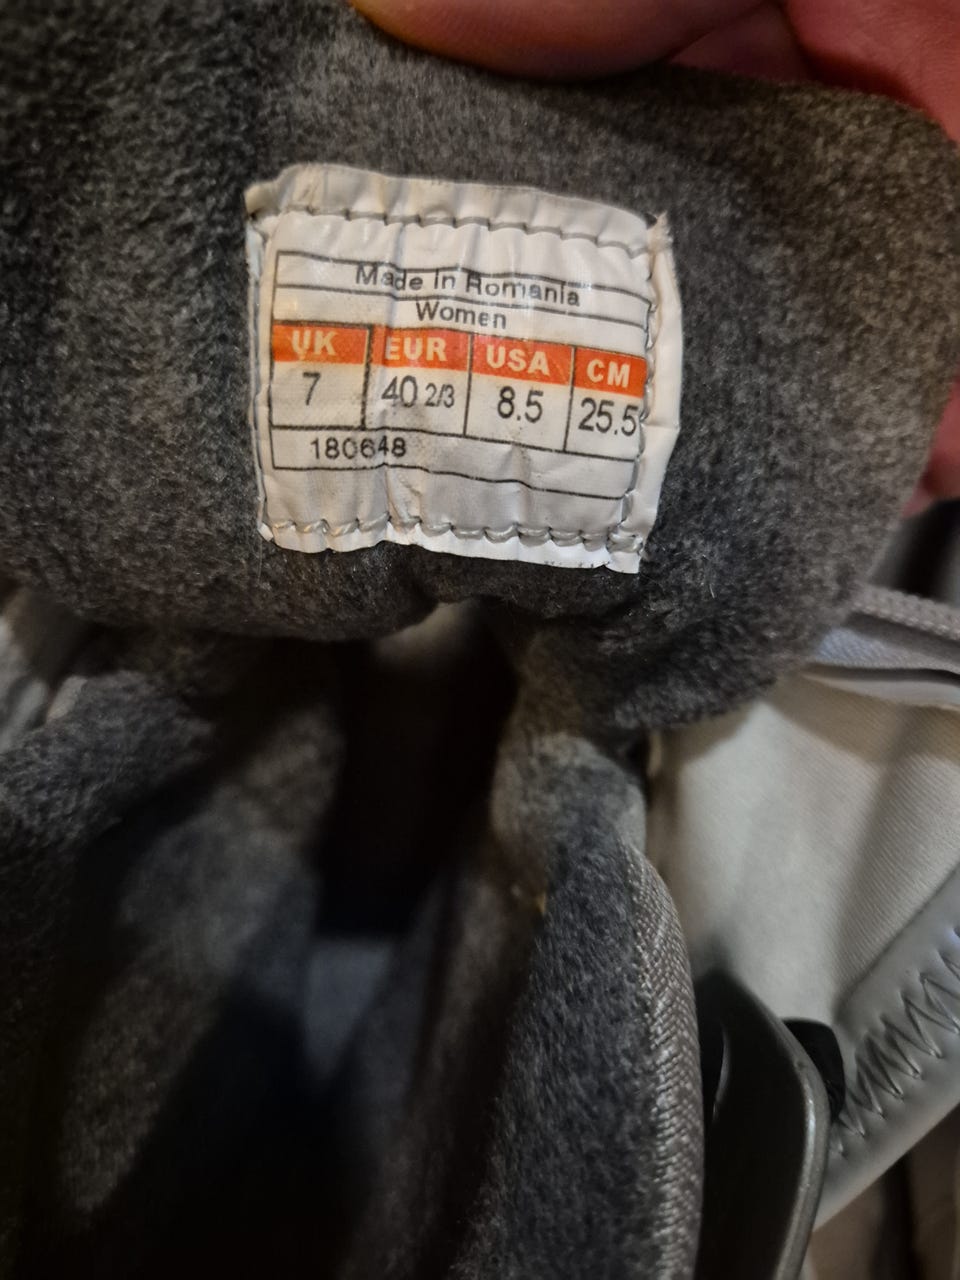 Made in Romania
Women
UK EUR USA CM
7 40 2/3 8.5 25.5
180648